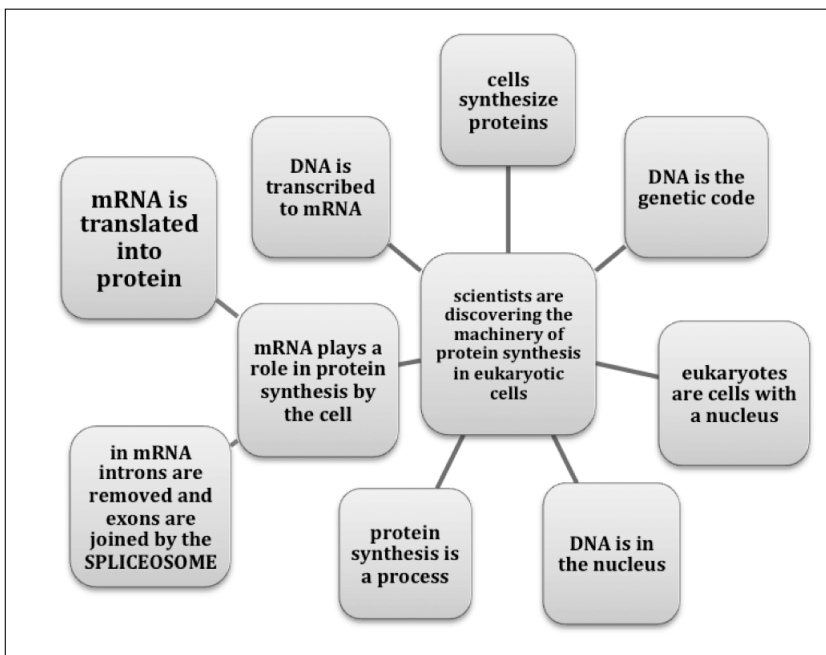 cells
synthesize
proteins
DNA is
transcribed
to mRNA
DNA is the
genetic code
mRNA is
translated
into
protein
scientists are
discovering the
machinery of
protein synthesis
in eukaryotic
cells
mRNA plays a
role in protein
synthesis by
the cell
eukaryotes
are cells with
a nucleus
in mRNA
introns are
removed and
exons are
joined by the
SPLICEOSOME
protein
synthesis is
a process
DNA is in
the nucleus